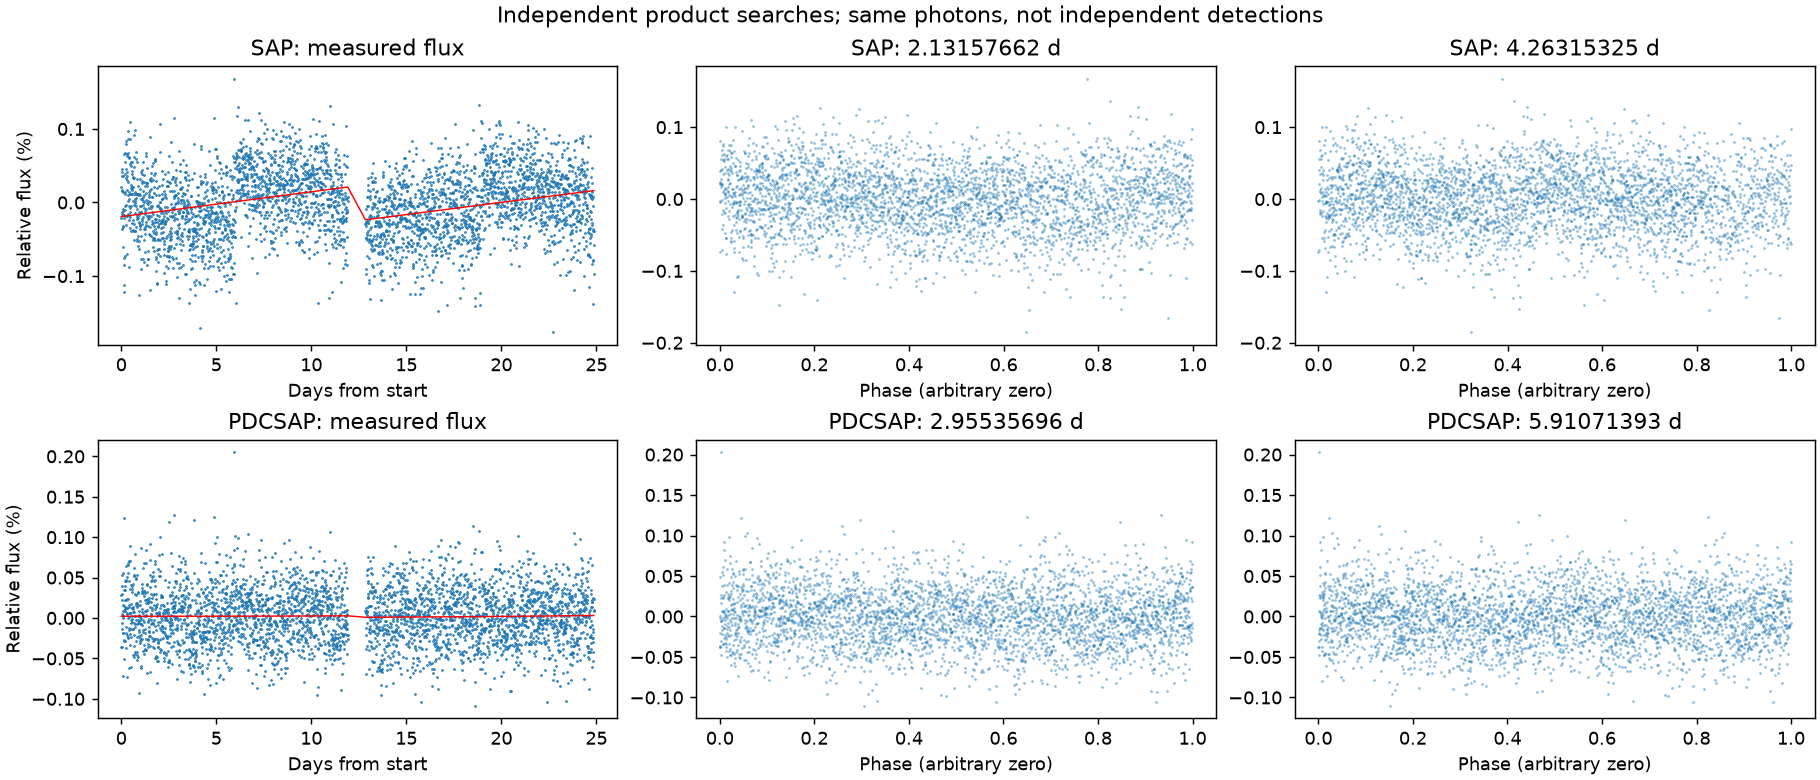 Independent product searches; same photons, not independent detections
SAP: measured flux
SAP: 2.13157662 d
SAP: 4.26315325 d
Relative flux (%)
0.1
0.0
−0.1
0 5 10 15 20 25
Days from start
0.1
0.0
−0.1
−0.2
0.0 0.2 0.4 0.6 0.8 1.0
Phase (arbitrary zero)
0.1
0.0
−0.1
−0.2
0.0 0.2 0.4 0.6 0.8 1.0
Phase (arbitrary zero)
PDCSAP: measured flux
PDCSAP: 2.95535696 d
PDCSAP: 5.91071393 d
Relative flux (%)
0.20
0.15
0.10
0.05
0.00
−0.05
−0.10
0 5 10 15 20 25
Days from start
0.20
0.15
0.10
0.05
0.00
−0.05
−0.10
0.0 0.2 0.4 0.6 0.8 1.0
Phase (arbitrary zero)
0.20
0.15
0.10
0.05
0.00
−0.05
−0.10
0.0 0.2 0.4 0.6 0.8 1.0
Phase (arbitrary zero)